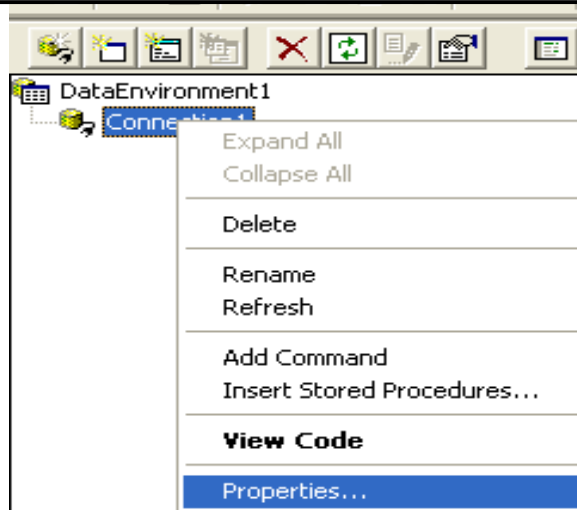 DataEnvironment1
Connection1
Expand All
Collapse All
Delete
Rename
Refresh
Add Command
Insert Stored Procedures...
View Code
Properties...